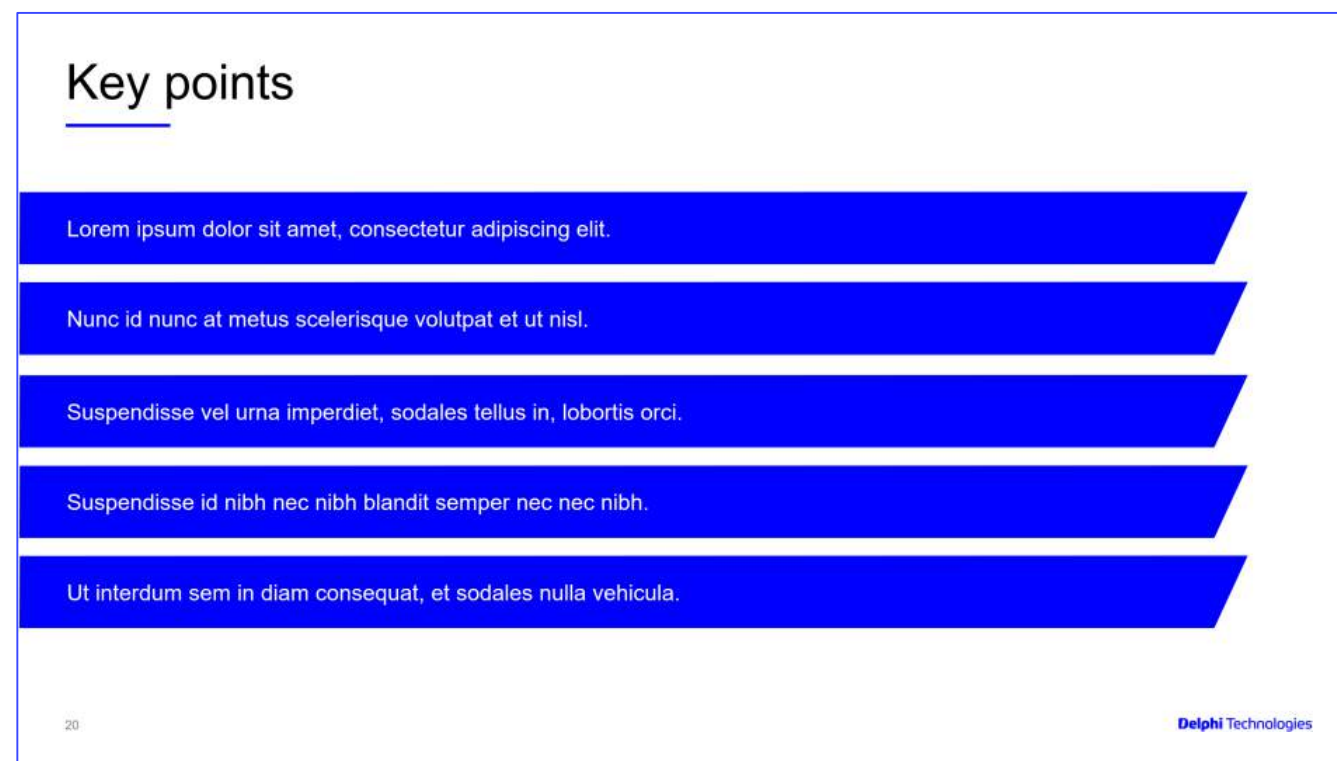 Key points
Lorem ipsum dolor sit amet, consectetur adipiscing elit.
Nunc id nunc at metus scelerisque volutpat et ut nisl.
Suspendisse vel urna imperdiet, sodales tellus in, lobortis orci.
Suspendisse id nibh nec nibh blandit semper nec nec nibh.
Ut interdum sem in diam consequat, et sodales nulla vehicula.
20
Delphi Technologies